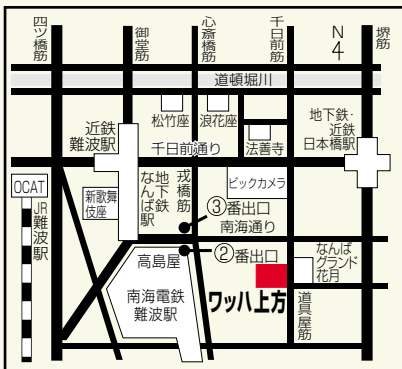 四ツ橋筋
御堂筋
心斎橋筋
千日前筋
N
4
堺筋
道頓堀川
近鉄
難波駅
松竹座
浪花座
法善寺
地下鉄・
近鉄
日本橋駅
千日前通り
OCAT
JR難波駅
新歌舞
伎座
地下鉄
なんば駅
戎橋筋
ビックカメラ
③番出口
南海通り
②番出口
高島屋
南海電鉄
難波駅
ワッハ上方
なんば
グランド
花月
道具屋筋